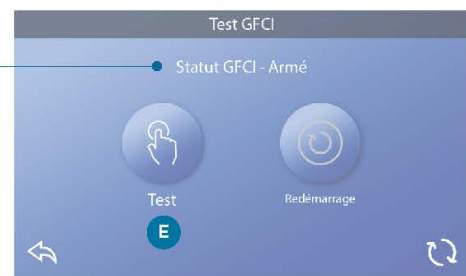 Test GFCI
Statut GFCI - Armé
Test
Redémarrage
E